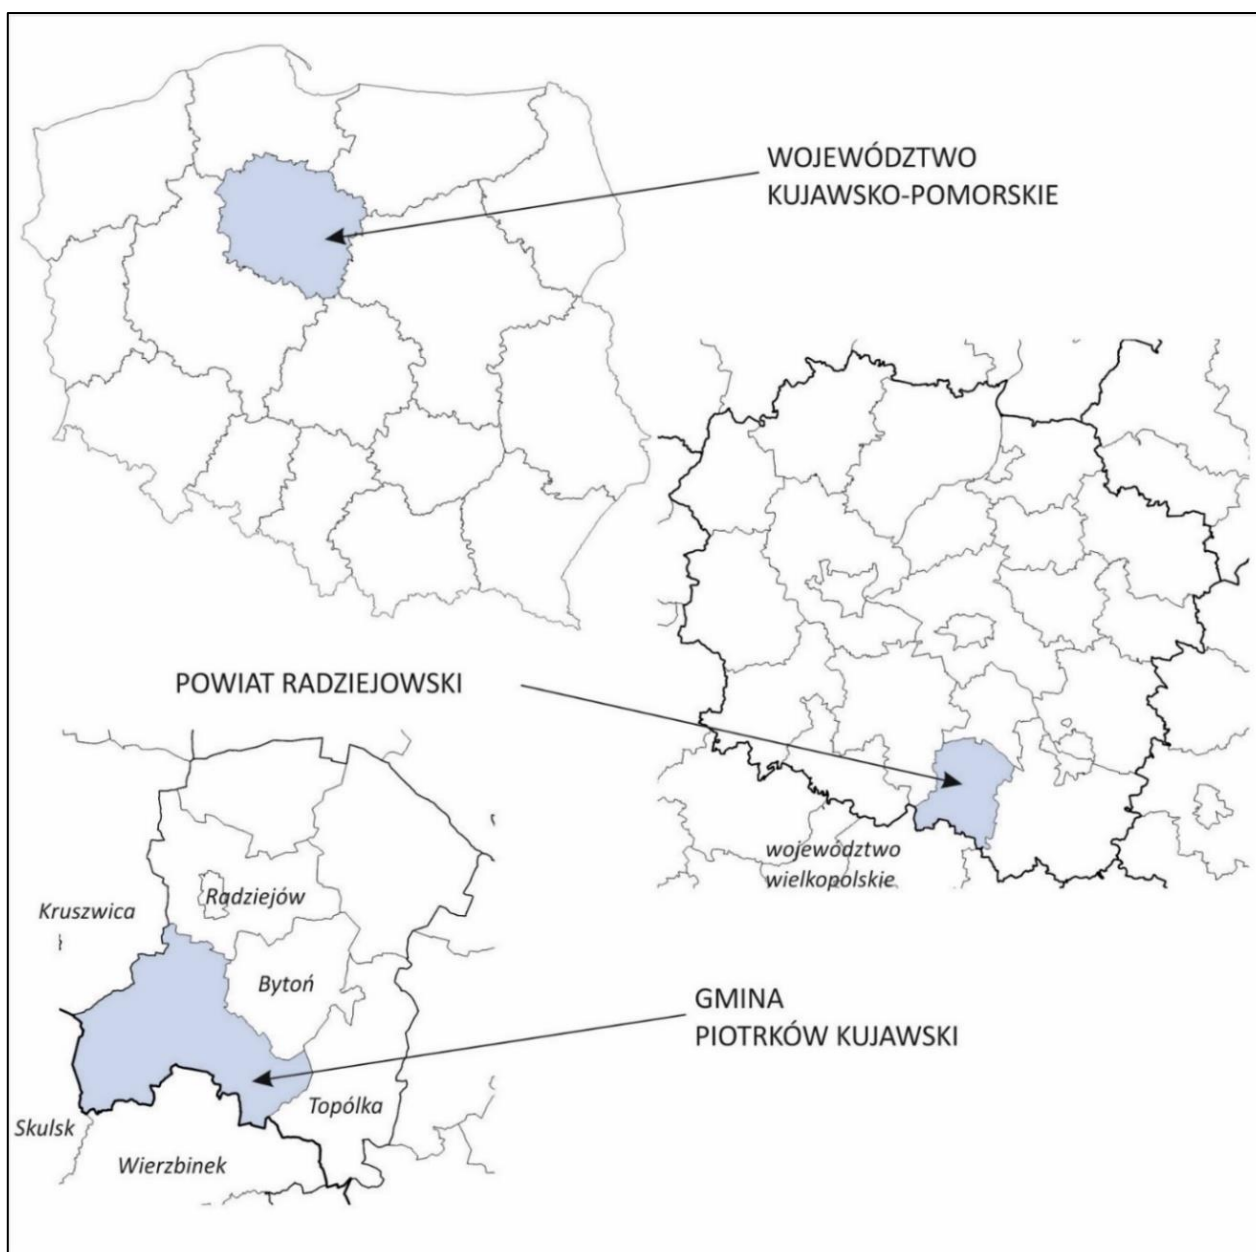 WOJEWÓDZTWO
KUJAWSKO-POMORSKIE
POWIAT RADZIEJOWSKI
województwo
wielkopolskie
Radziejów
Kruszwica
Bytoń
GMINA
PIOTRKÓW KUJAWSKI
Topólka
Skulsk
Wierzbinek